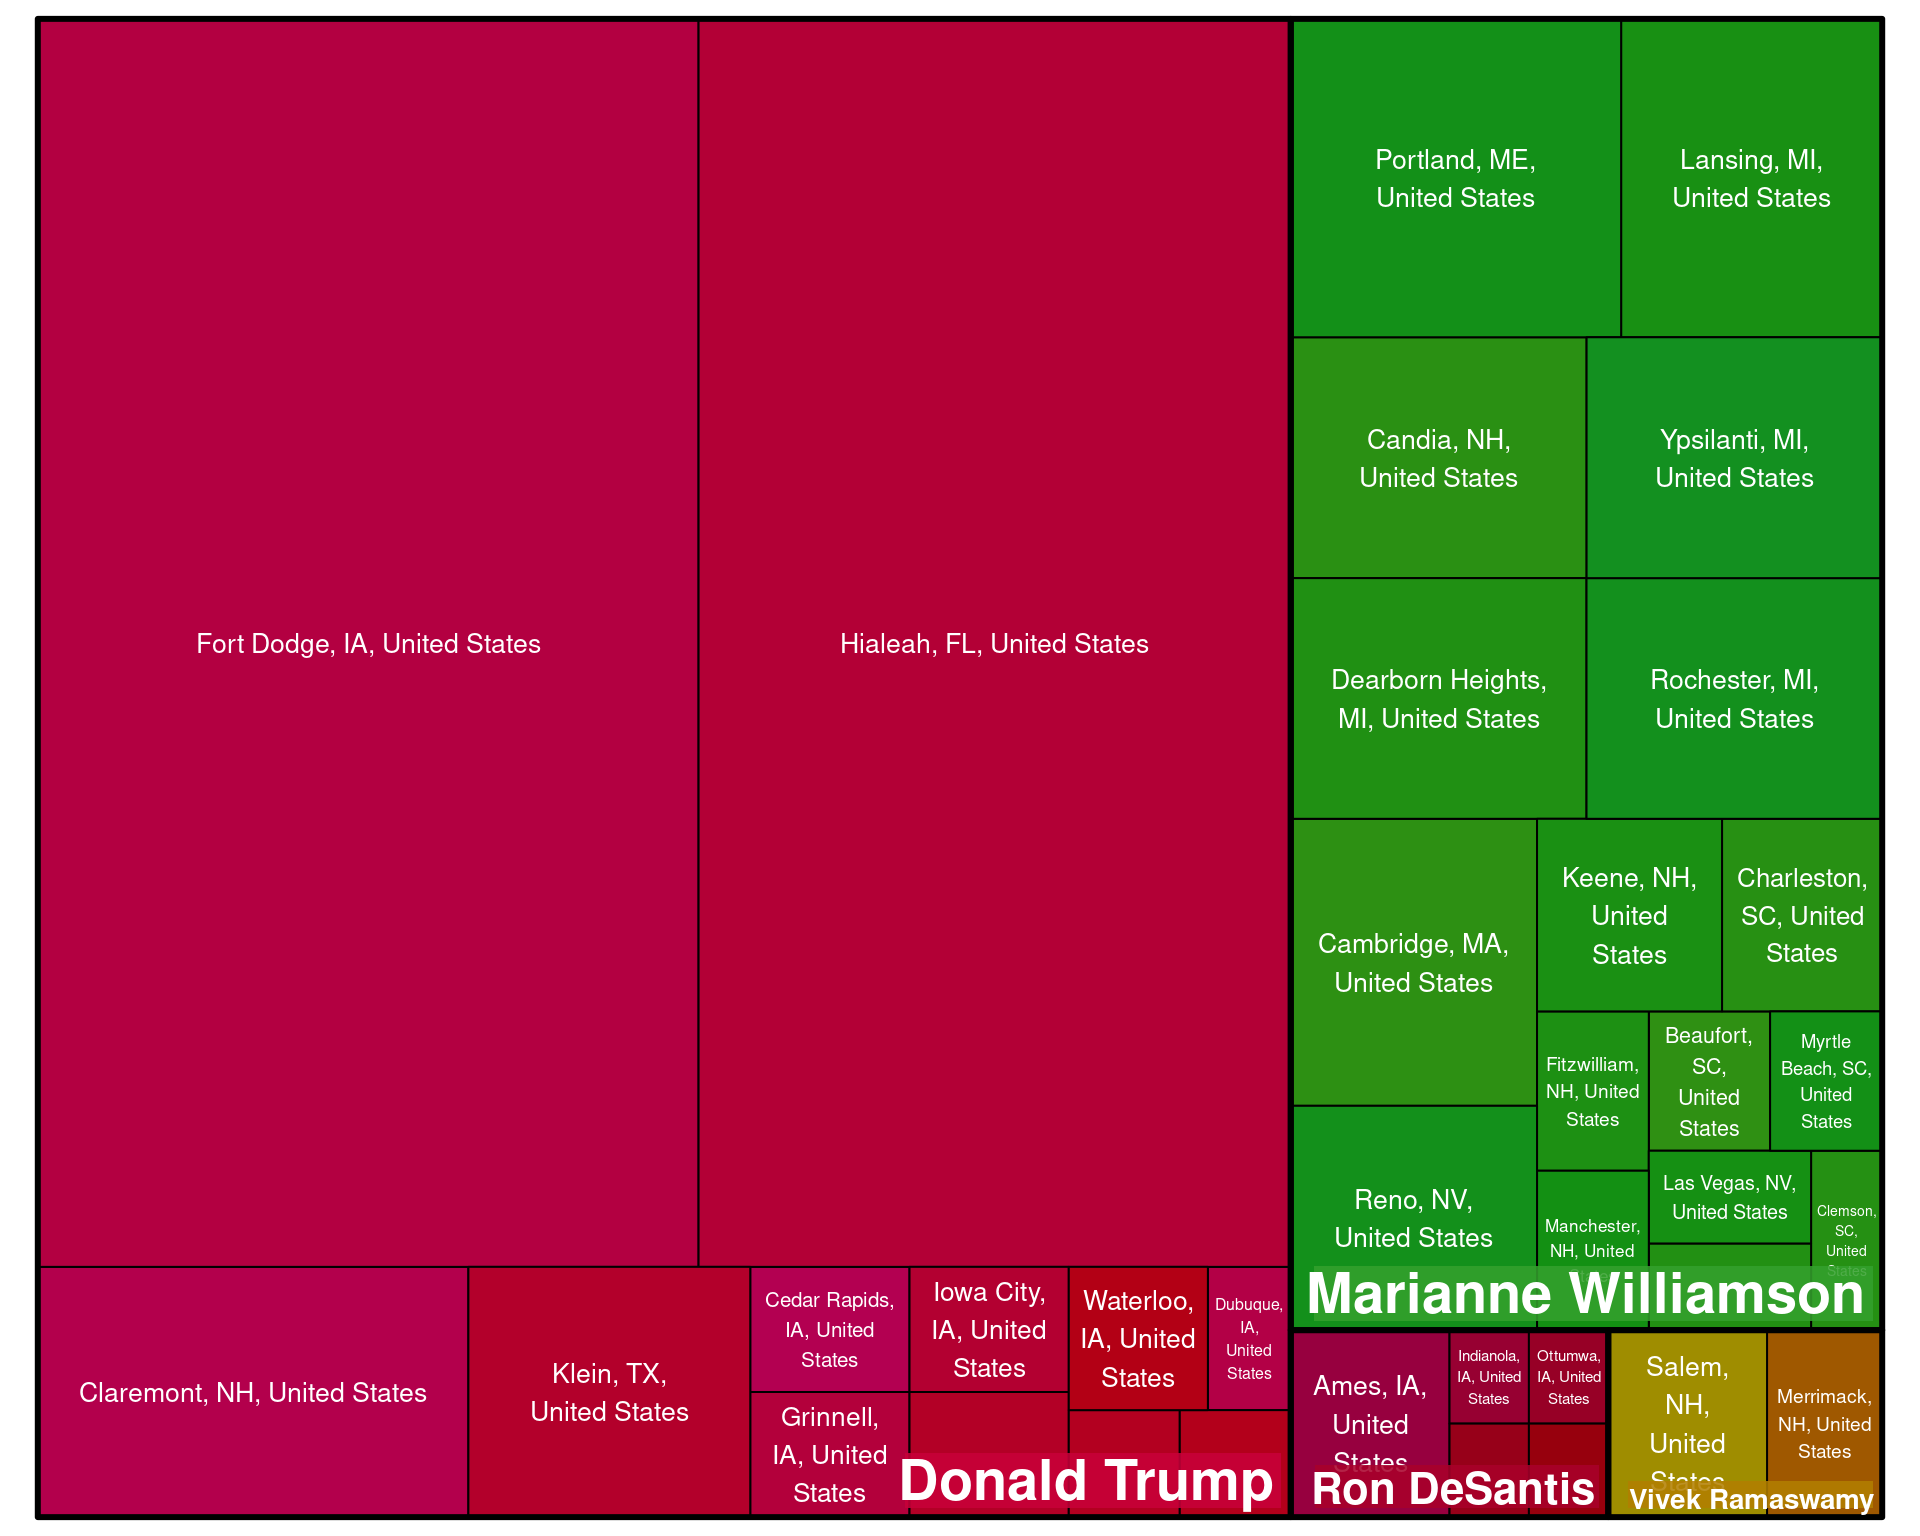 Fort Dodge, IA, United States
Hialeah, FL, United States
Claremont, NH, United States
Klein, TX,
United States
Cedar Rapids,
IA, United
States
Grinnell,
IA, United
States
Iowa City,
IA, United
States
Waterloo,
IA, United
States
Dubuque,
IA,
United
States
Donald Trump
Portland, ME,
United States
Lansing, MI,
United States
Candia, NH,
United States
Ypsilanti, MI,
United States
Dearborn Heights,
MI, United States
Rochester, MI,
United States
Cambridge, MA,
United States
Keene, NH,
United
States
Charleston,
SC, United
States
Fitzwilliam,
NH, United
States
Beaufort,
SC,
United
States
Myrtle
Beach, SC,
United
States
Reno, NV,
United States
Manchester,
NH, United
States
Las Vegas, NV,
United States
Clemson,
SC,
United
States
Marianne Williamson
Ames, IA,
United
States
Indianola,
IA, United
States
Ottumwa,
IA, United
States
Ron DeSantis
Salem,
NH,
United
States
Merrimack,
NH, United
States
Vivek Ramaswamy